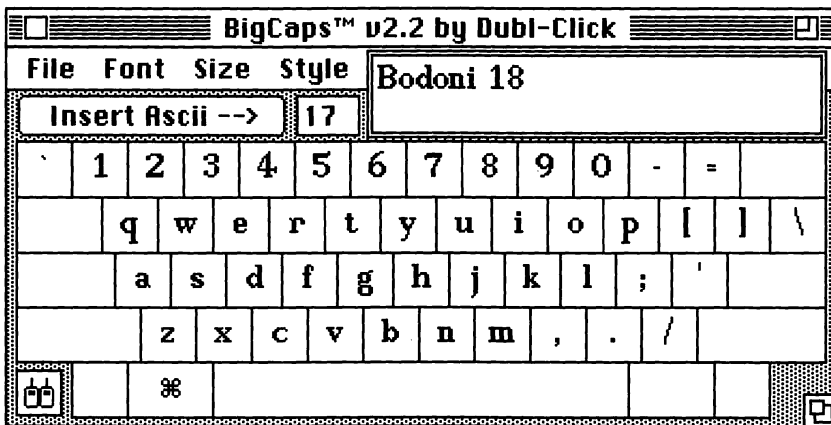 BigCaps™ v2.2 by Dubl-Click
File Font Size Style
Bodoni 18
Insert Ascii --> 17
` 1 2 3 4 5 6 7 8 9 0 - =
q w e r t y u i o p [ ] \
a s d f g h j k l ; '
z x c v b n m , . /
⌘